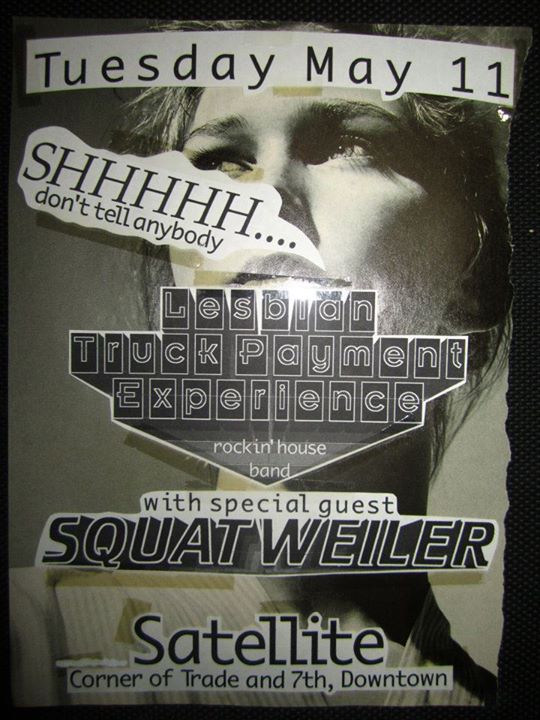 Tuesday May 11
SHHHHH....
don't tell anybody
Lesbian
Truck Payment
Experience
rockin' house
band
with special guest
SQUATWEILER
Satellite
Corner of Trade and 7th, Downtown